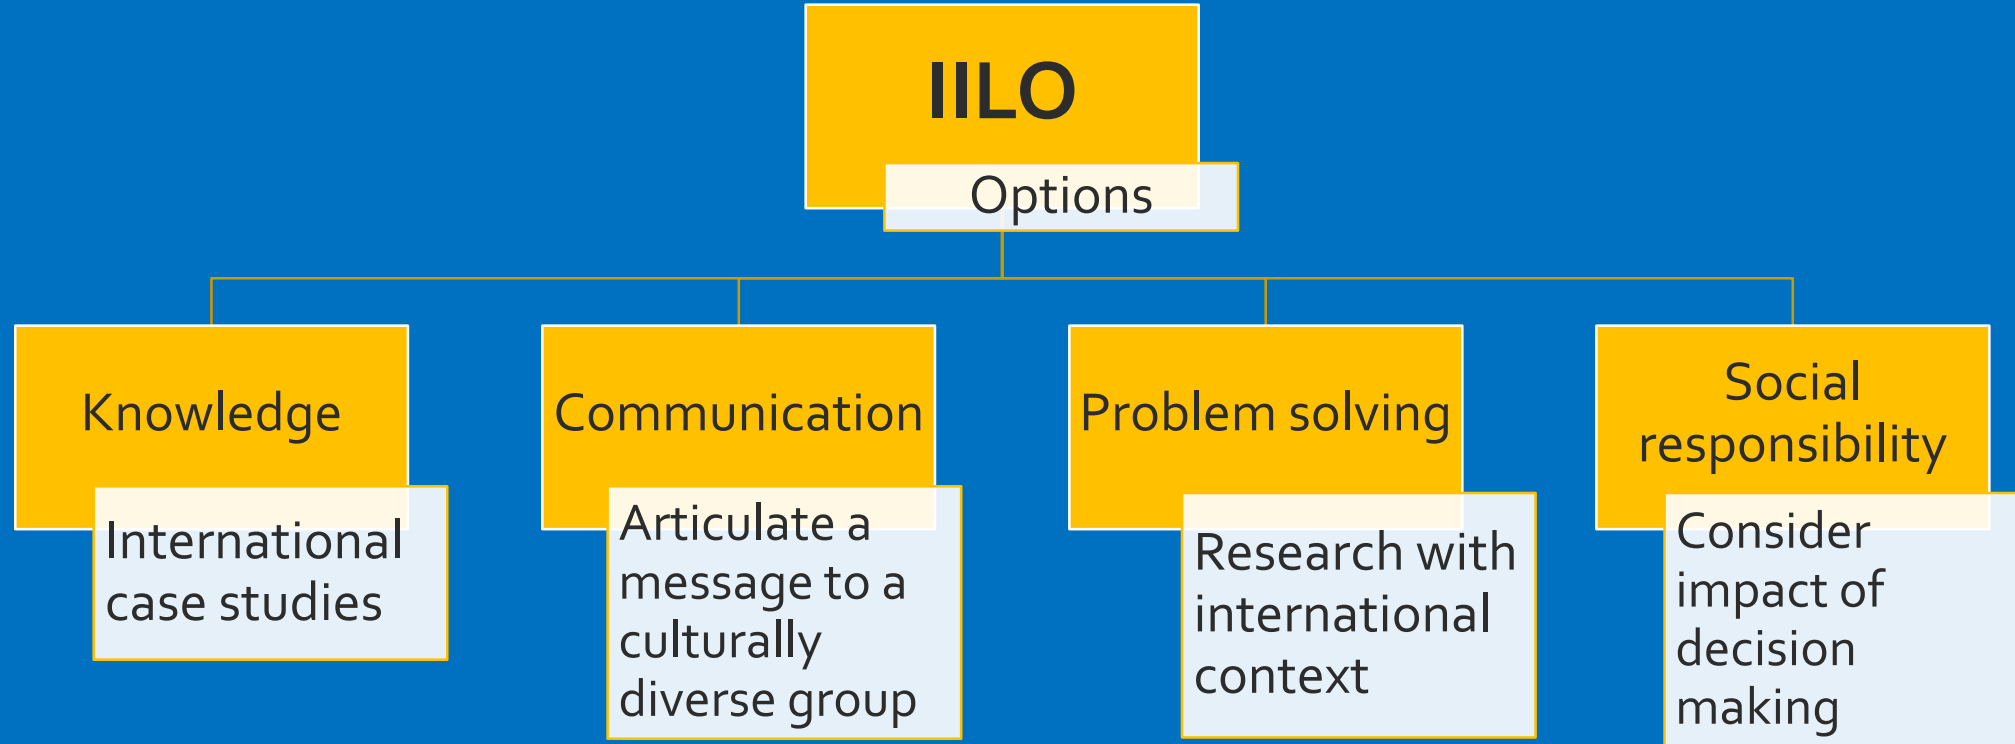 IILO
Options
Knowledge
International
case studies
Communication
Articulate a
message to a
culturally
diverse group
Problem solving
Research with
international
context
Social
responsibility
Consider
impact of
decision
making